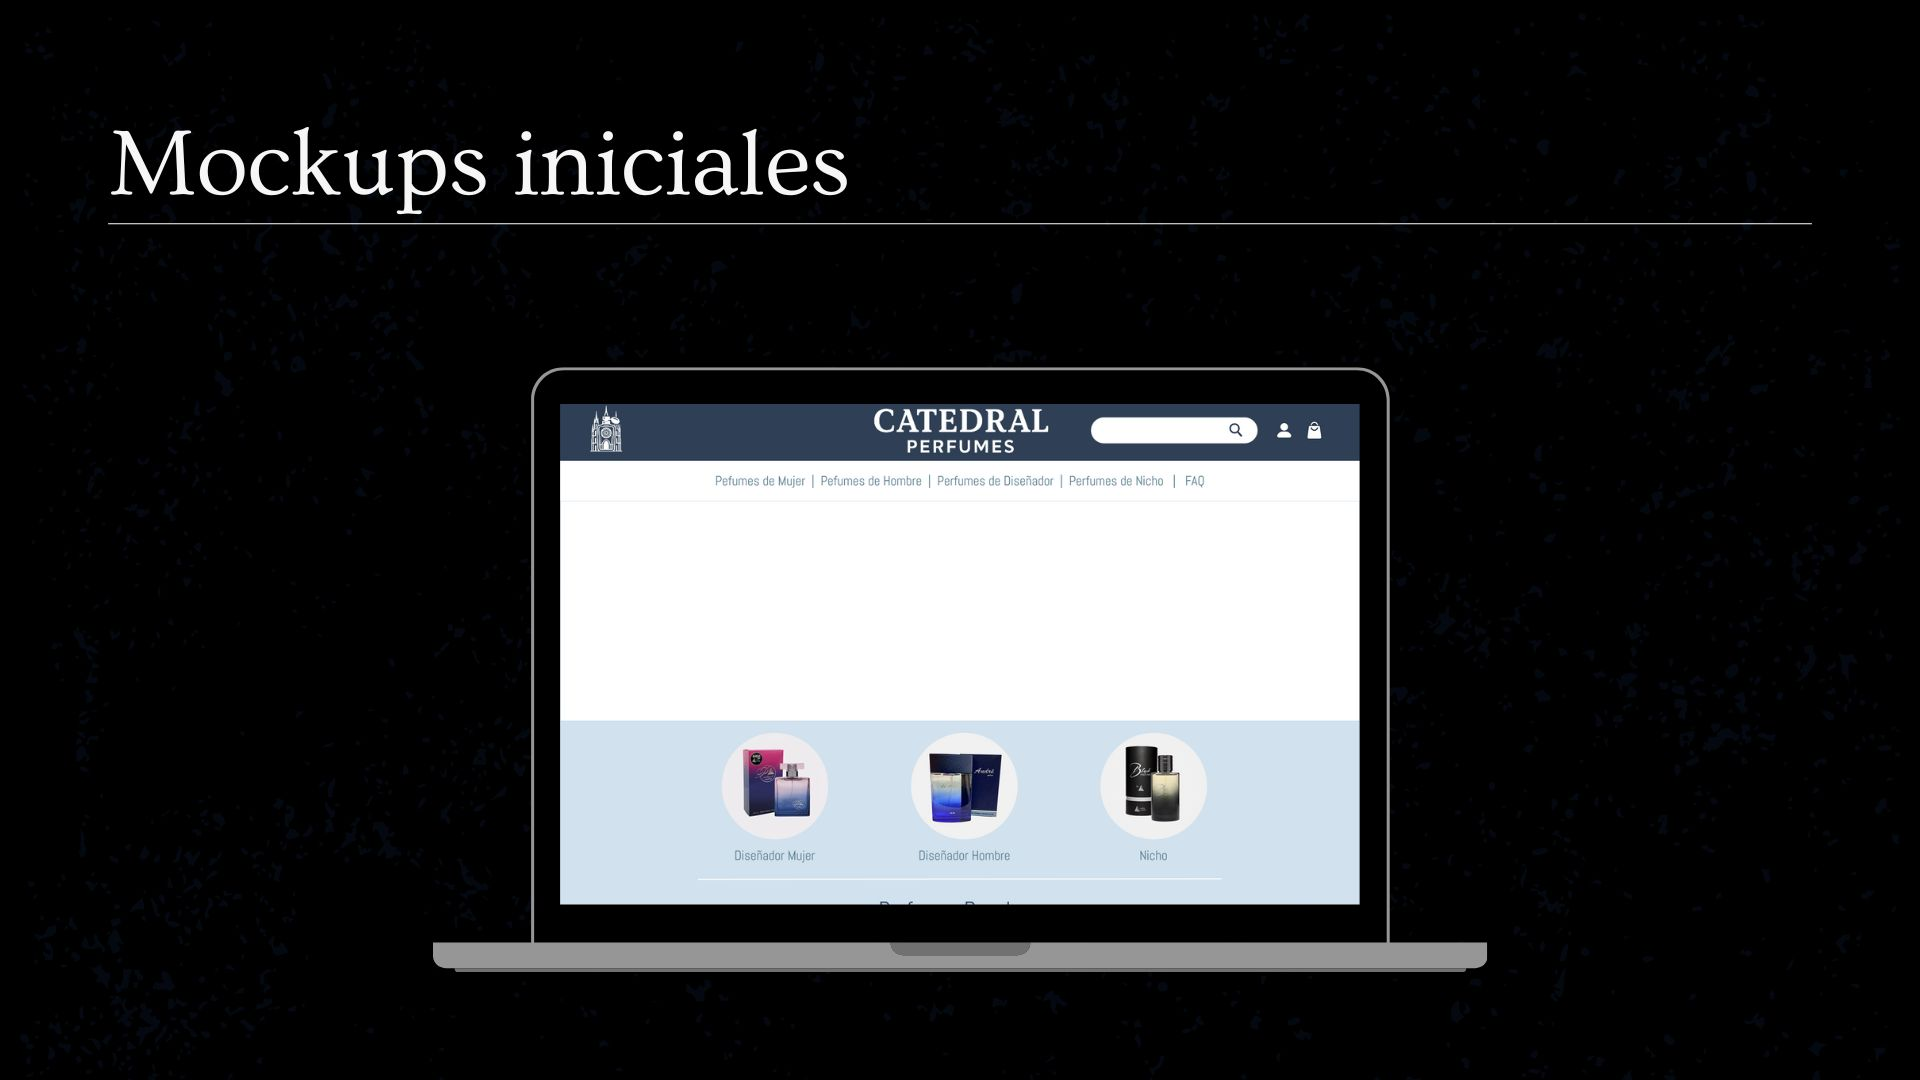 Mockups iniciales
CATEDRAL
PERFUMES
Pefumes de Mujer | Pefumes de Hombre | Perfumes de Diseñador | Perfumes de Nicho | FAQ
Diseñador Mujer
Diseñador Hombre
Nicho